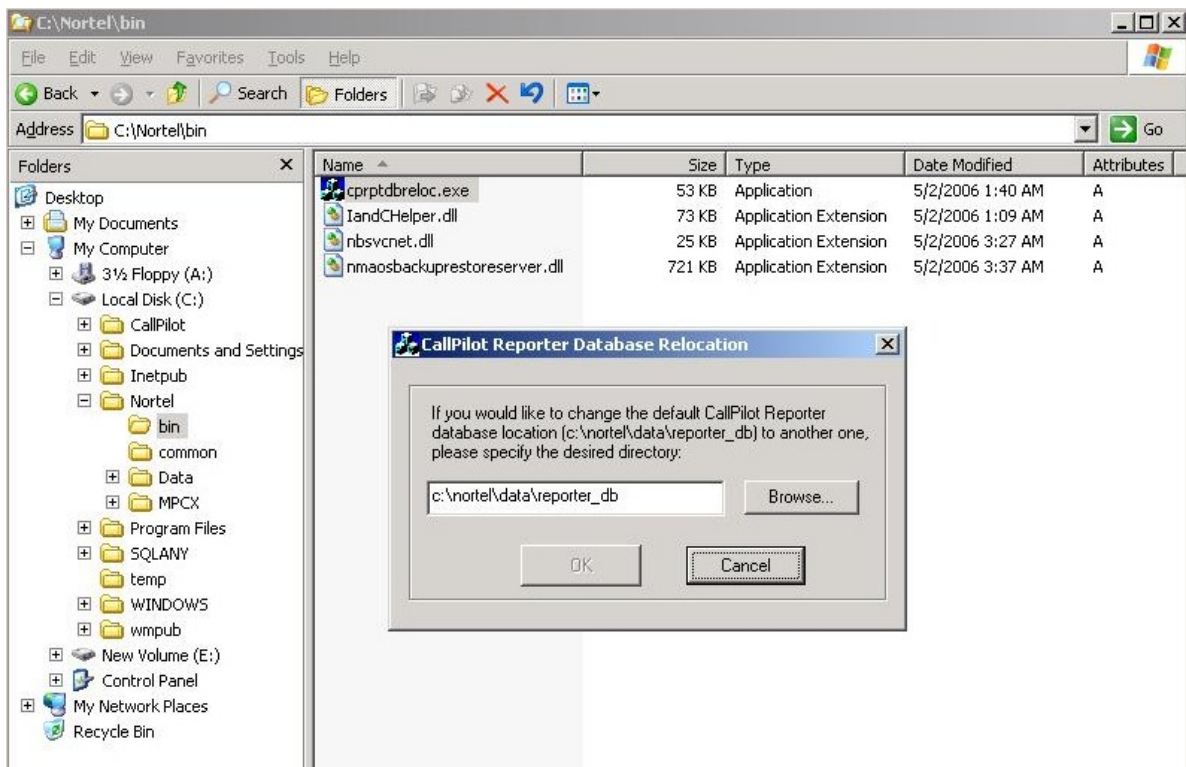 C:\Nortel\bin
File Edit View Favorites Tools Help
Back Search Folders
Address C:\Nortel\bin Go
Folders
Desktop
My Documents
My Computer
3½ Floppy (A:)
Local Disk (C:)
CallPilot
Documents and Settings
Inetpub
Nortel
bin
common
Data
MPCX
Program Files
SQLANY
temp
WINDOWS
wmpub
New Volume (E:)
Control Panel
My Network Places
Recycle Bin
Name Size Type Date Modified Attributes
cprptdbreloc.exe 53 KB Application 5/2/2006 1:40 AM A
IandCHelper.dll 73 KB Application Extension 5/2/2006 1:09 AM A
nbsvcnet.dll 25 KB Application Extension 5/2/2006 3:27 AM A
nmaosbackuprestoreserver.dll 721 KB Application Extension 5/2/2006 3:37 AM A
CallPilot Reporter Database Relocation
If you would like to change the default CallPilot Reporter
database location (c:\nortel\data\reporter_db) to another one,
please specify the desired directory:
c:\nortel\data\reporter_db Browse...
OK Cancel